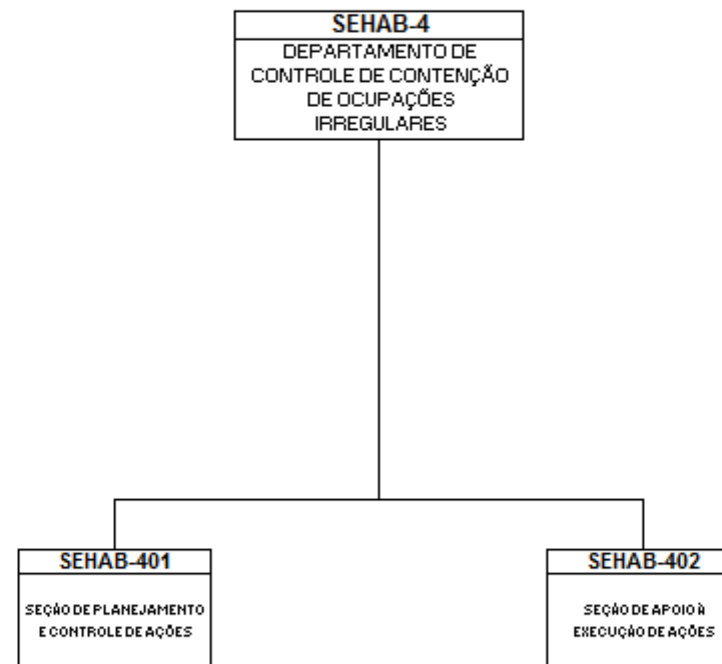 SEHAB-4
DEPARTAMENTO DE
CONTROLE DE CONTENÇÃO
DE OCUPAÇÕES
IRREGULARES
SEHAB-401
SEÇÃO DE PLANEJAMENTO
E CONTROLE DE AÇÕES
SEHAB-402
SEÇÃO DE APOIO À
EXECUÇÃO DE AÇÕES